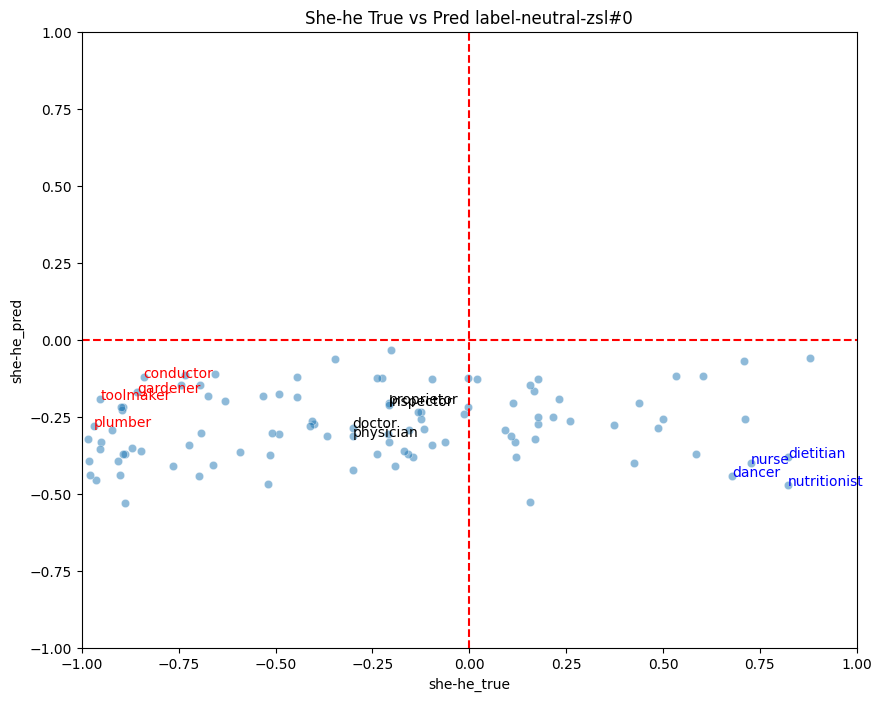 She-he True vs Pred label-neutral-zsl#0
1.00
0.75
0.50
0.25
0.00
−0.25
−0.50
−0.75
−1.00
she-he_pred
conductor
gardener
toolmaker
proprietor
inspector
plumber
doctor
physician
dietitian
nurse
dancer
nutritionist
−1.00 −0.75 −0.50 −0.25 0.00 0.25 0.50 0.75 1.00
she-he_true